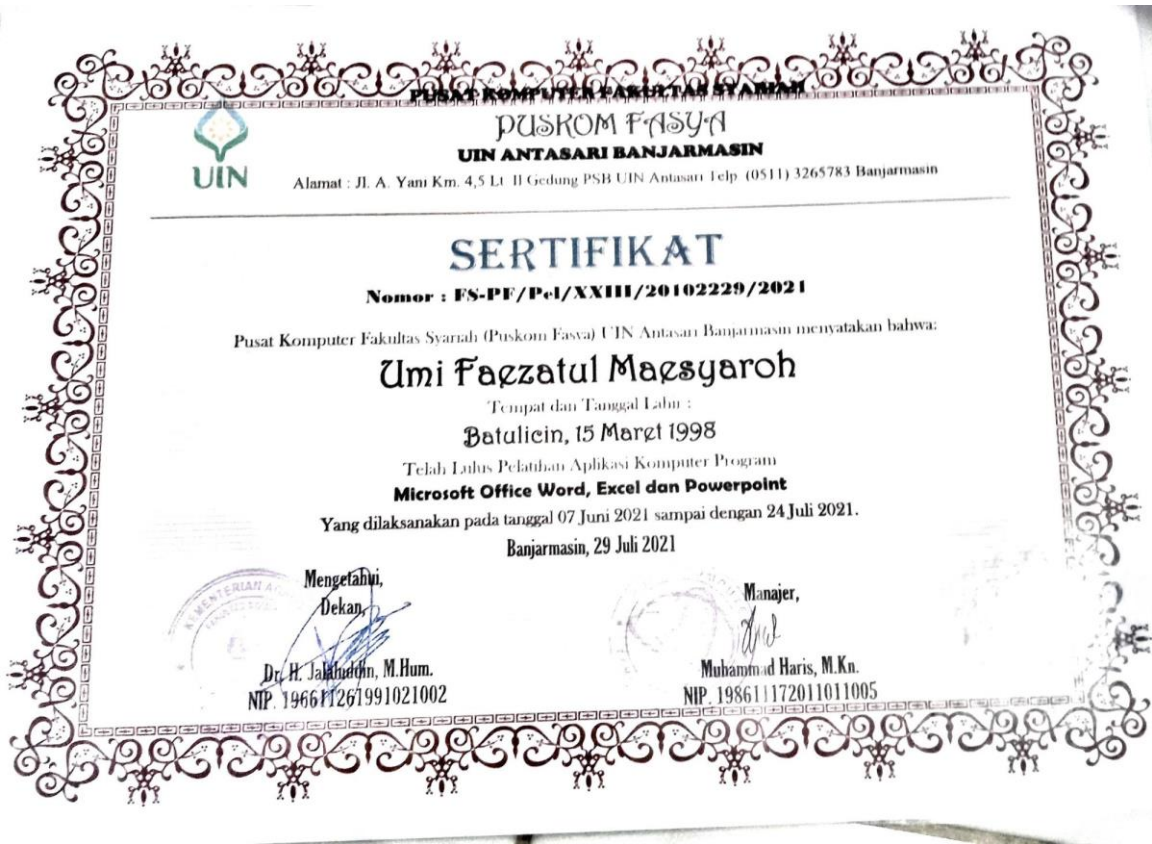 PUSAT KOMPUTER FAKULTAS SYARIAH
PUSKOM FASYA
UIN ANTASARI BANJARMASIN
UIN
Alamat : Jl. A. Yani Km. 4,5 Lt II Gedung PSB UIN Antasari Telp (0511) 3265783 Banjarmasin
SERTIFIKAT
Nomor : FS-PF/Pel/XXIII/20102229/2021
Pusat Komputer Fakultas Syariah (Puskom Fasya) UIN Antasari Banjarmasin menyatakan bahwa:
Umi Faezatul Maesyaroh
Tempat dan Tanggal Lahir :
Batulicin, 15 Maret 1998
Telah Lulus Pelatihan Aplikasi Komputer Program
Microsoft Office Word, Excel dan Powerpoint
Yang dilaksanakan pada tanggal 07 Juni 2021 sampai dengan 24 Juli 2021.
Banjarmasin, 29 Juli 2021
Mengetahui,
Dekan,
KEMENTERIAN
Dr. H. Jalaluddin, M.Hum.
NIP. 196611261991021002
Manajer,
Muhammad Haris, M.Kn.
NIP. 198611172011011005